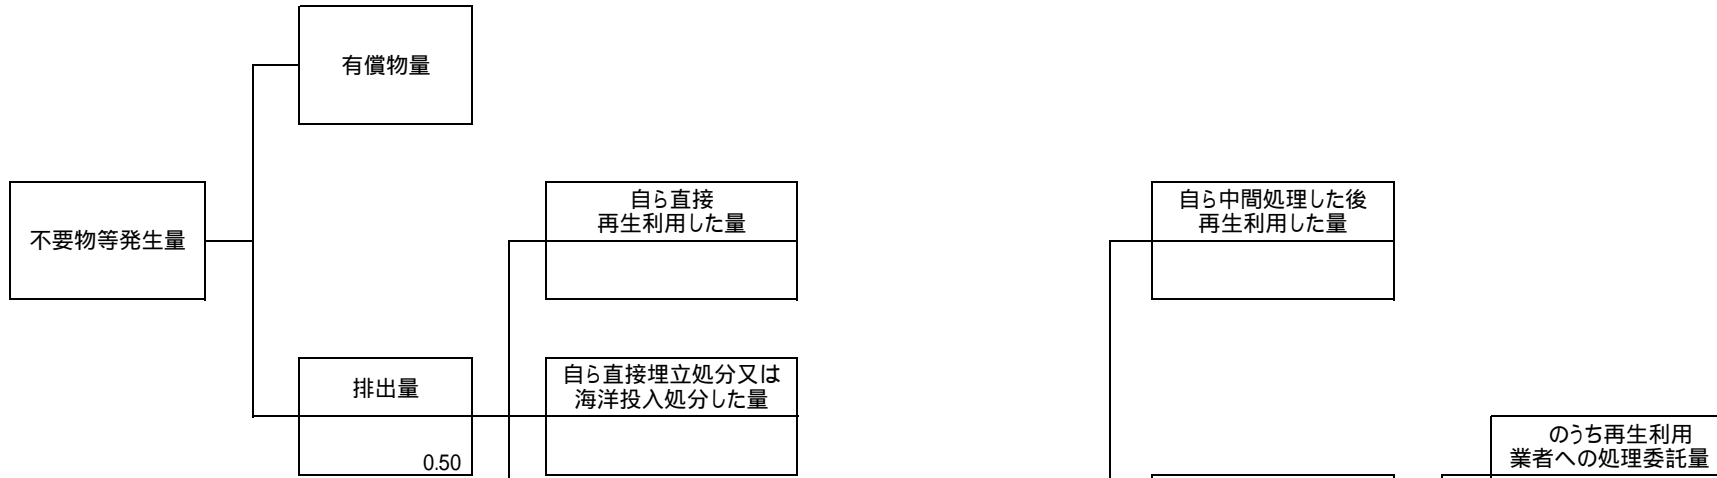 有償物量
不要物等発生量
自ら直接
再生利用した量
自ら中間処理した後
再生利用した量
排出量
0.50
自ら直接埋立処分又は
海洋投入処分した量
のうち再生利用
業者への処理委託量